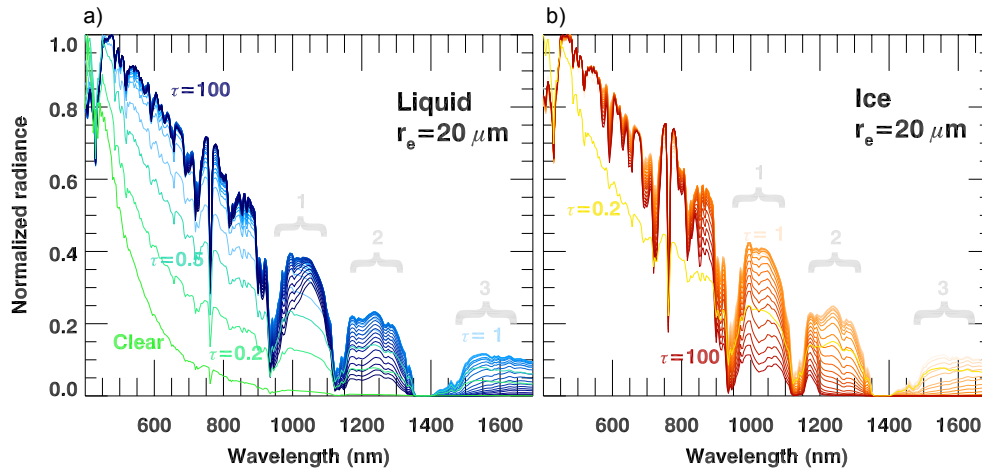 a)
b)
Normalized radiance
1.0
0.8
0.6
0.4
0.2
0.0
τ=100
Liquid
rₑ=20 μm
1
2
3
τ=0.5
Clear
τ=0.2
τ=1
600 800 1000 1200 1400 1600
Wavelength (nm)
Ice
rₑ=20 μm
τ=0.2
1
τ=1
2
3
τ=100
600 800 1000 1200 1400 1600
Wavelength (nm)